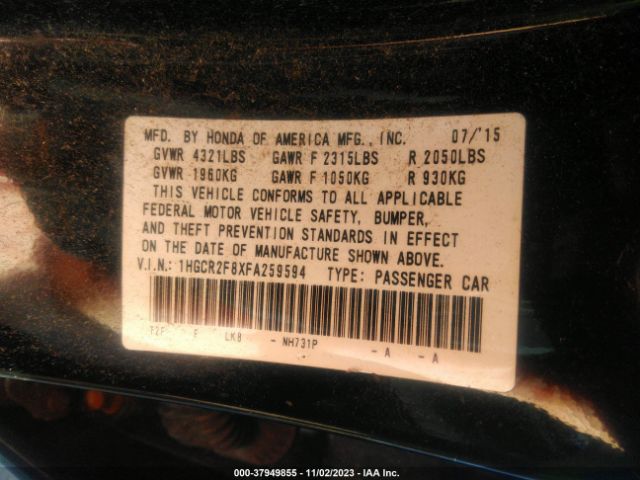 MFD. BY HONDA OF AMERICA MFG., INC. 07/'15
GVWR 4321LBS GAWR F 2315LBS R 2050LBS
GVWR 1960KG GAWR F 1050KG R 930KG
THIS VEHICLE CONFORMS TO ALL APPLICABLE
FEDERAL MOTOR VEHICLE SAFETY, BUMPER,
AND THEFT PREVENTION STANDARDS IN EFFECT
ON THE DATE OF MANUFACTURE SHOWN ABOVE.
V.I.N.: 1HGCR2F8XFA259594 TYPE: PASSENGER CAR
LKB - NH731P - A - A
000-37949855 - 11/02/2023 - IAA Inc.